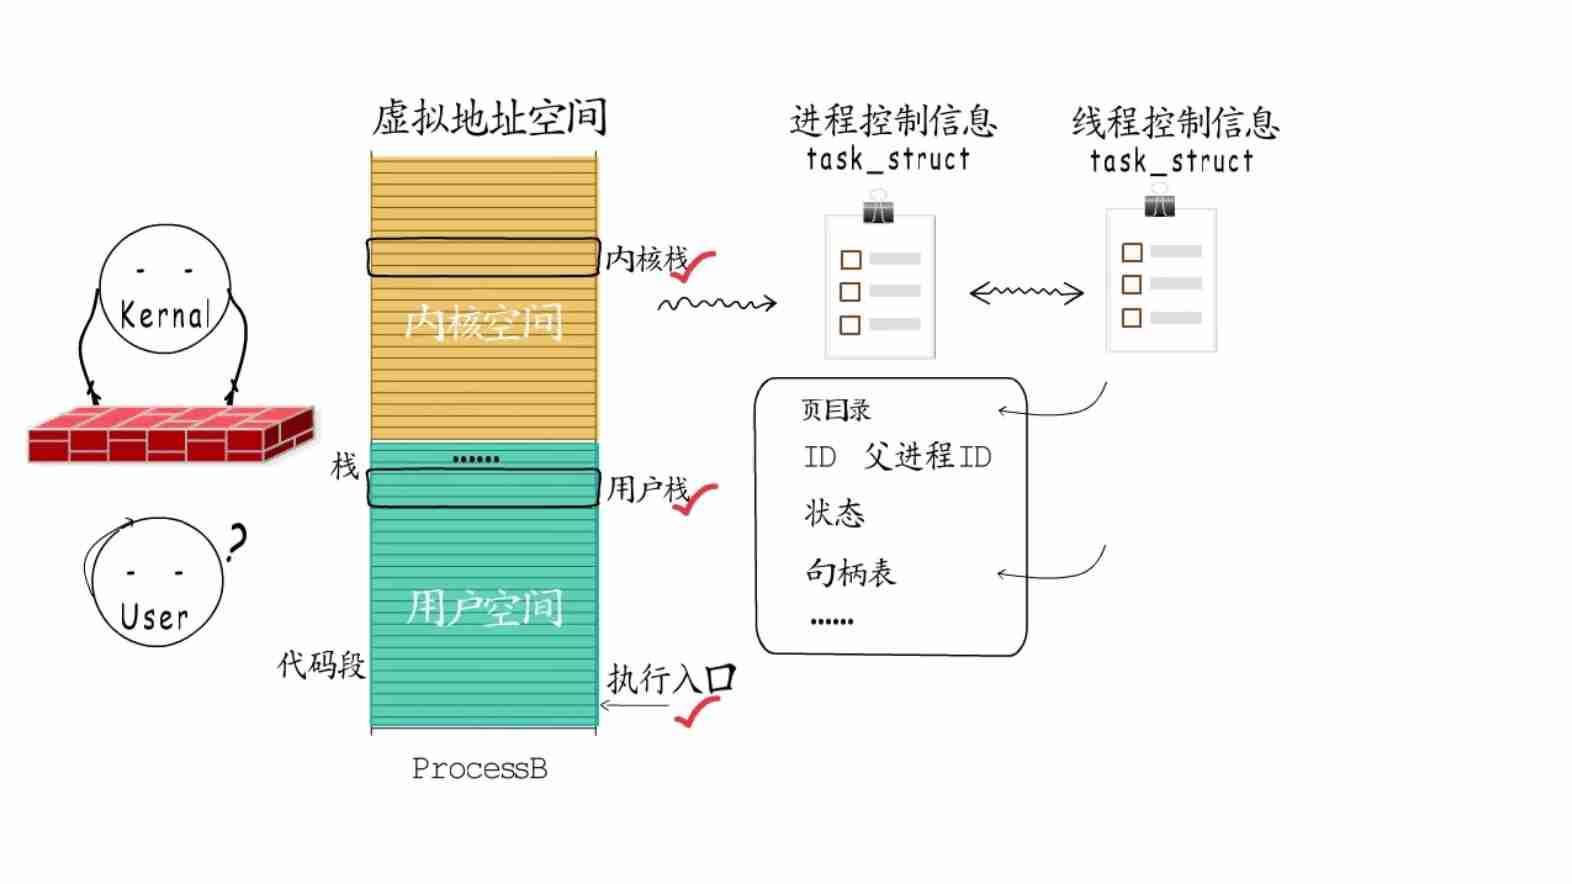 虚拟地址空间
进程控制信息
task_struct
线程控制信息
task_struct
Kernal
内核栈
内核空间
栈
......
用户栈
User
?
用户空间
代码段
执行入口
ProcessB
页目录
ID 父进程ID
状态
句柄表
......